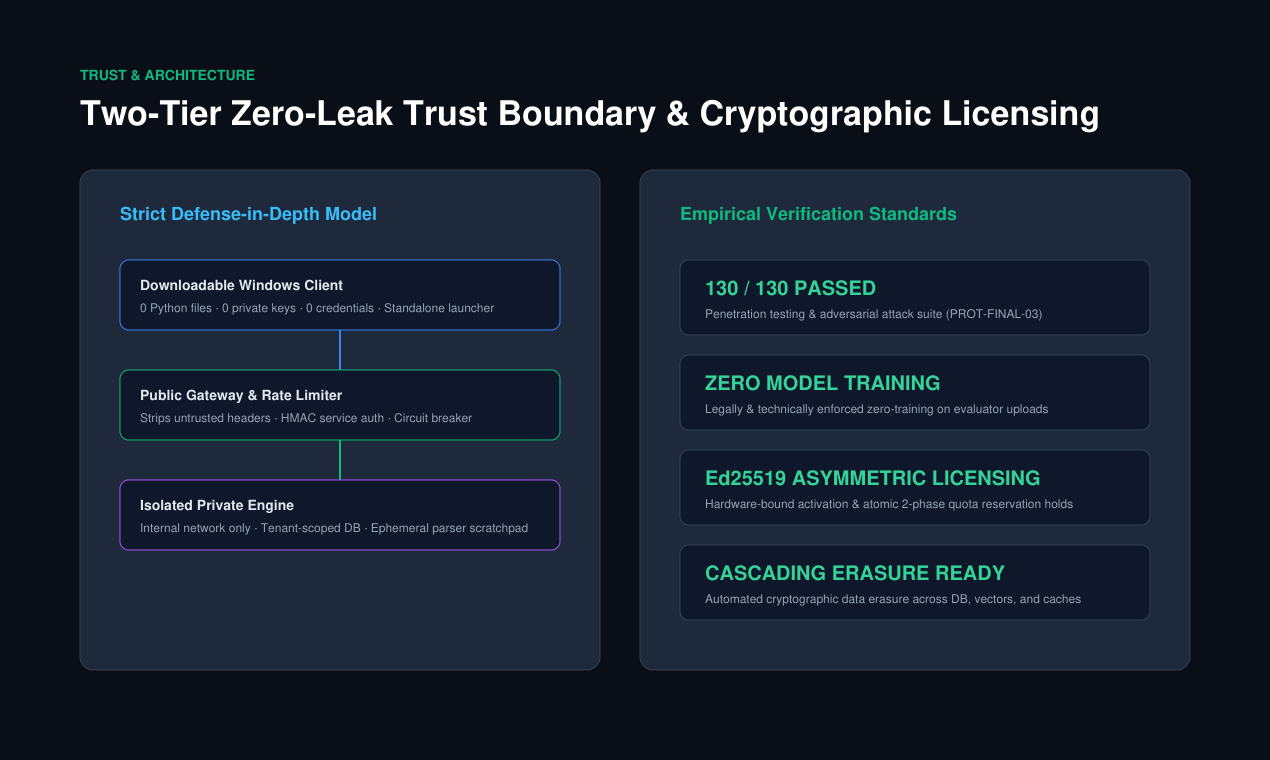 TRUST & ARCHITECTURE
Two-Tier Zero-Leak Trust Boundary & Cryptographic Licensing
Strict Defense-in-Depth Model
Downloadable Windows Client
0 Python files · 0 private keys · 0 credentials · Standalone launcher
Public Gateway & Rate Limiter
Strips untrusted headers · HMAC service auth · Circuit breaker
Isolated Private Engine
Internal network only · Tenant-scoped DB · Ephemeral parser scratchpad
Empirical Verification Standards
130 / 130 PASSED
Penetration testing & adversarial attack suite (PROT-FINAL-03)
ZERO MODEL TRAINING
Legally & technically enforced zero-training on evaluator uploads
Ed25519 ASYMMETRIC LICENSING
Hardware-bound activation & atomic 2-phase quota reservation holds
CASCADING ERASURE READY
Automated cryptographic data erasure across DB, vectors, and caches